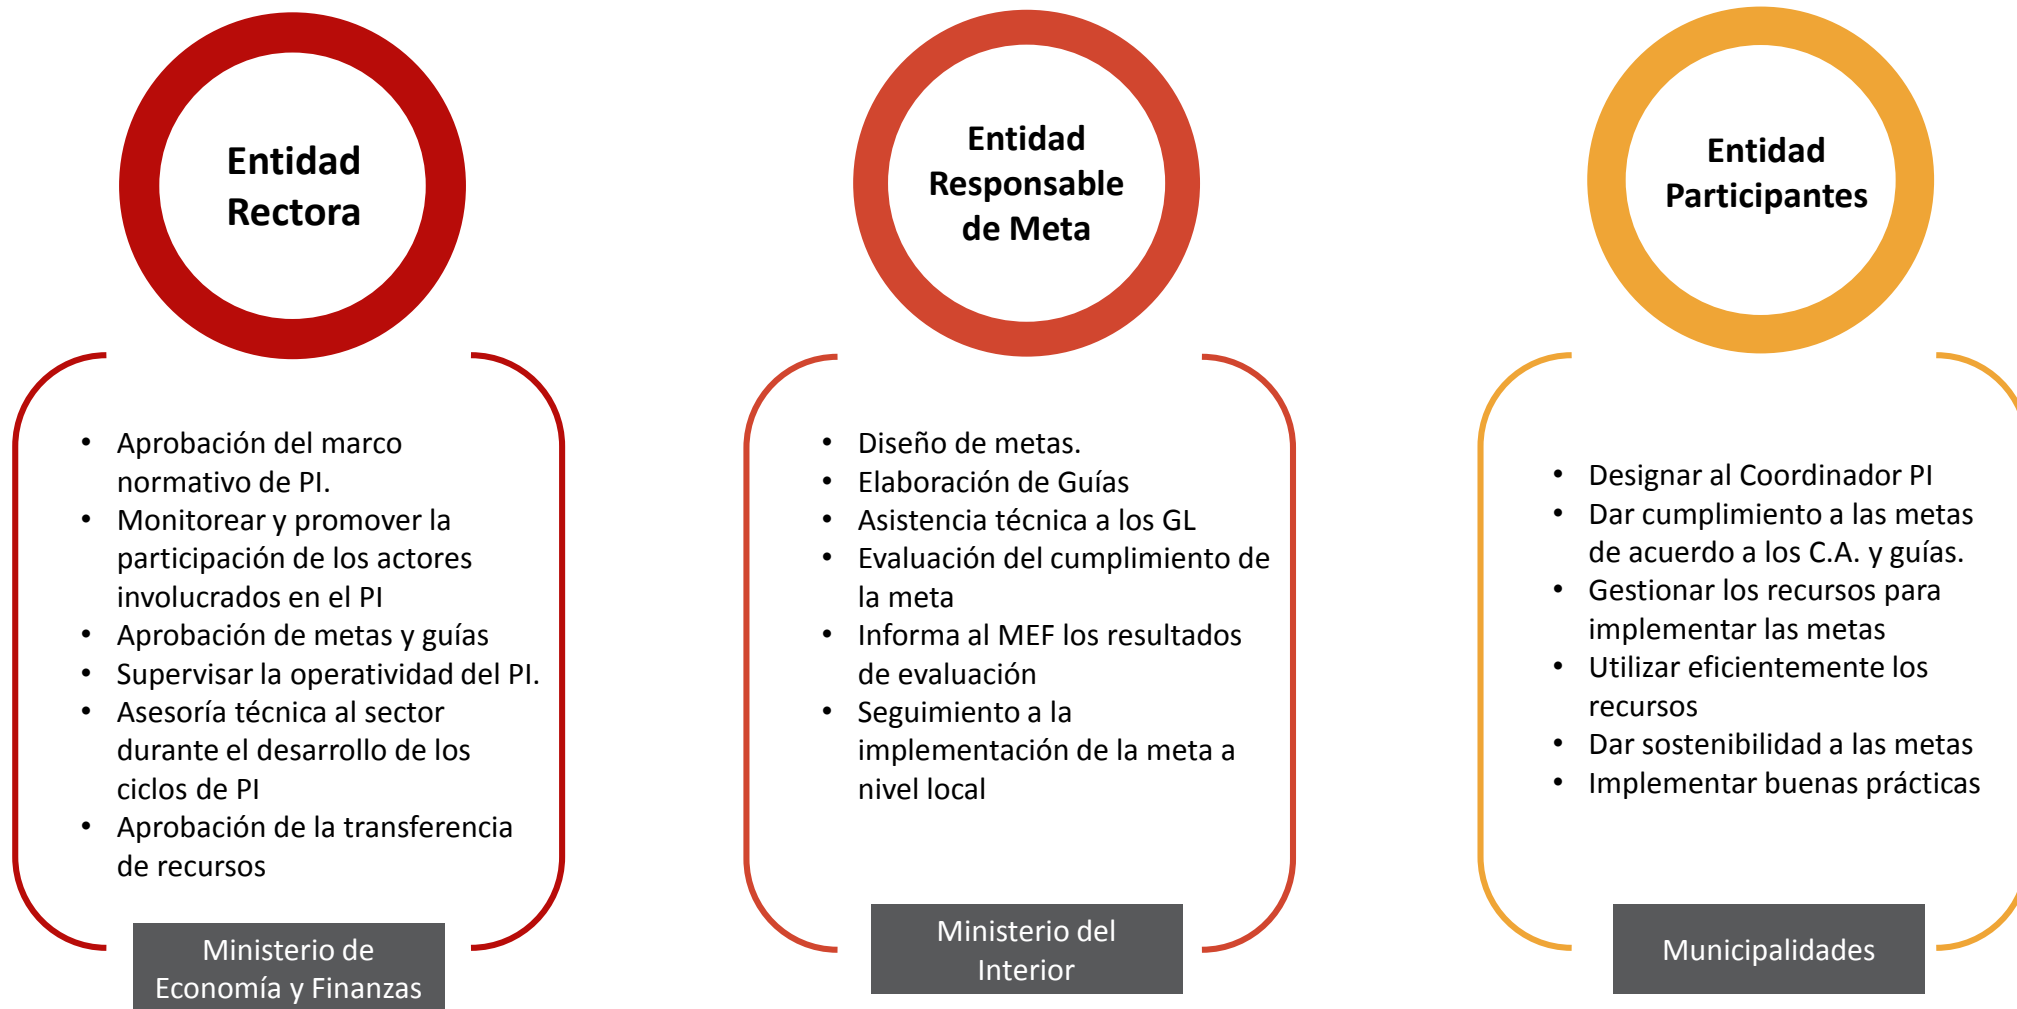 Entidad
Rectora
• Aprobación del marco
normativo de PI.
• Monitorear y promover la
participación de los actores
involucrados en el PI
• Aprobación de metas y guías
• Supervisar la operatividad del PI.
• Asesoría técnica al sector
durante el desarrollo de los
ciclos de PI
• Aprobación de la transferencia
de recursos
Ministerio de
Economía y Finanzas
Entidad
Responsable
de Meta
• Diseño de metas.
• Elaboración de Guías
• Asistencia técnica a los GL
• Evaluación del cumplimiento de
la meta
• Informa al MEF los resultados
de evaluación
• Seguimiento a la
implementación de la meta a
nivel local
Ministerio del
Interior
Entidad
Participantes
• Designar al Coordinador PI
• Dar cumplimiento a las metas
de acuerdo a los C.A. y guías.
• Gestionar los recursos para
implementar las metas
• Utilizar eficientemente los
recursos
• Dar sostenibilidad a las metas
• Implementar buenas prácticas
Municipalidades